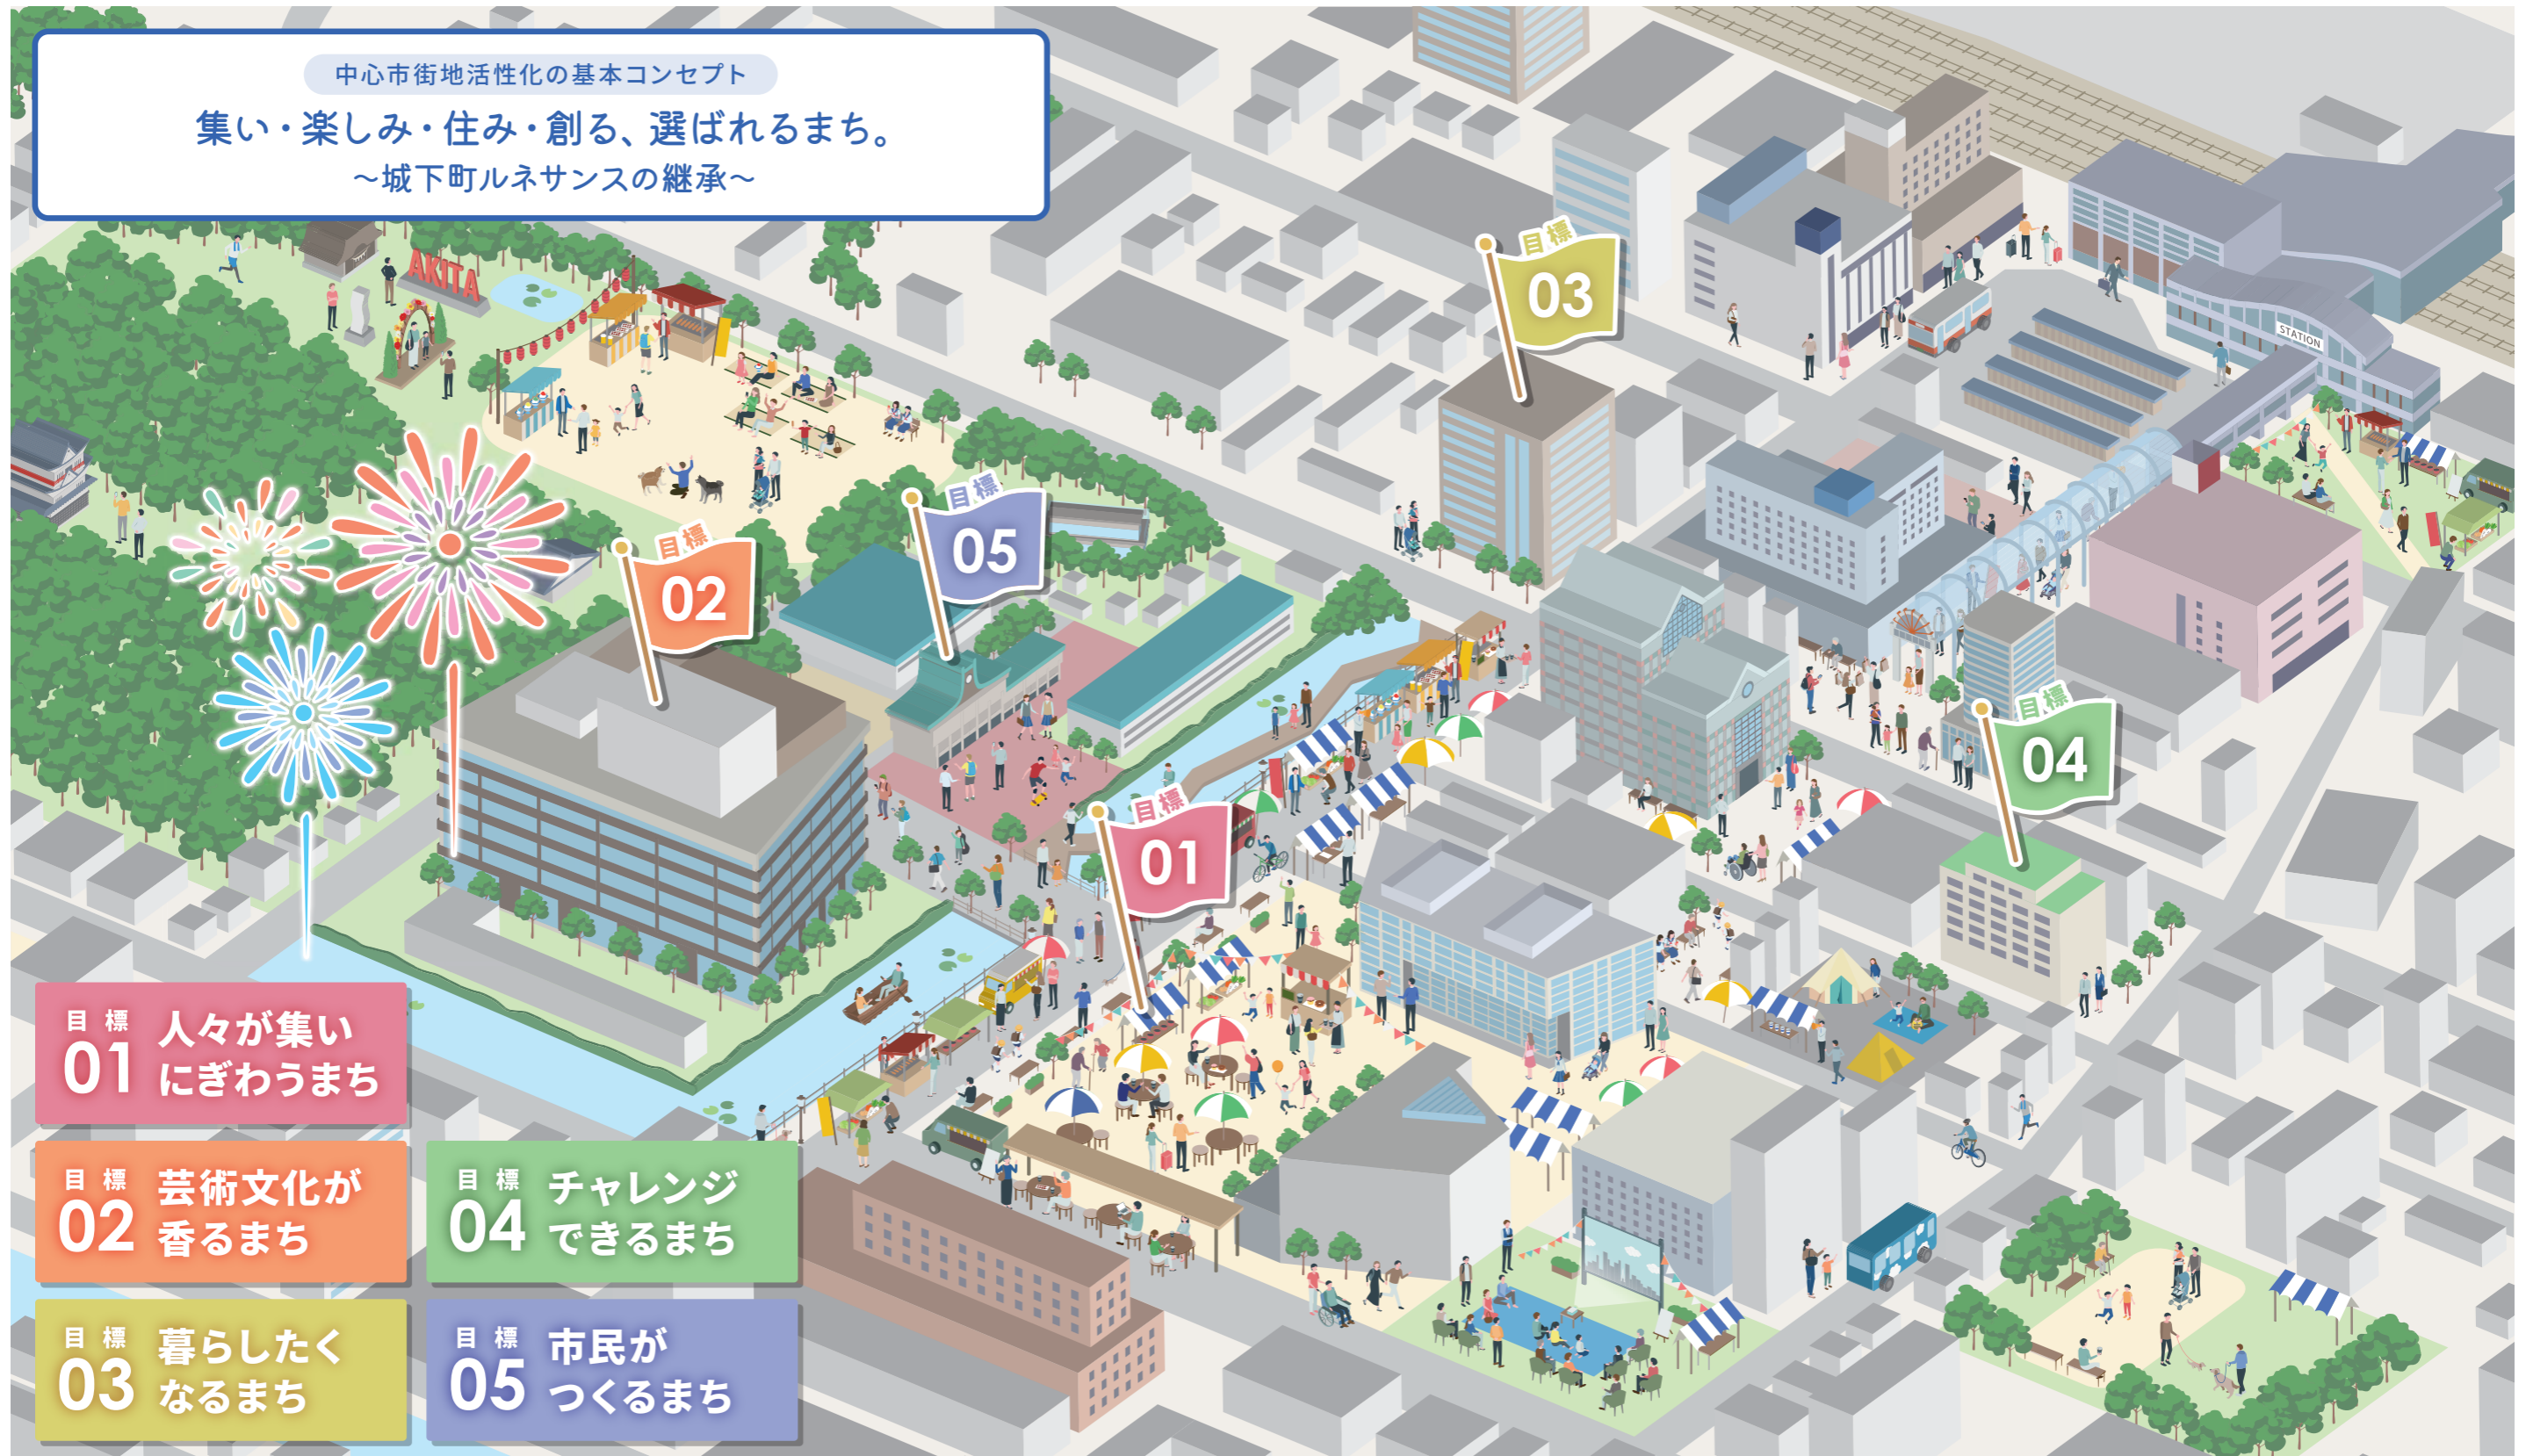 中心市街地活性化の基本コンセプト
集い・楽しみ・住み・創る、選ばれるまち。
～城下町ルネサンスの継承～
AKITA
目標
03
STATION
目標
05
目標
02
目標
04
目標
01
目標
01
人々が集い
にぎわうまち
目標
02
芸術文化が
香るまち
目標
03
暮らしたく
なるまち
目標
04
チャレンジ
できるまち
目標
05
市民が
つくるまち